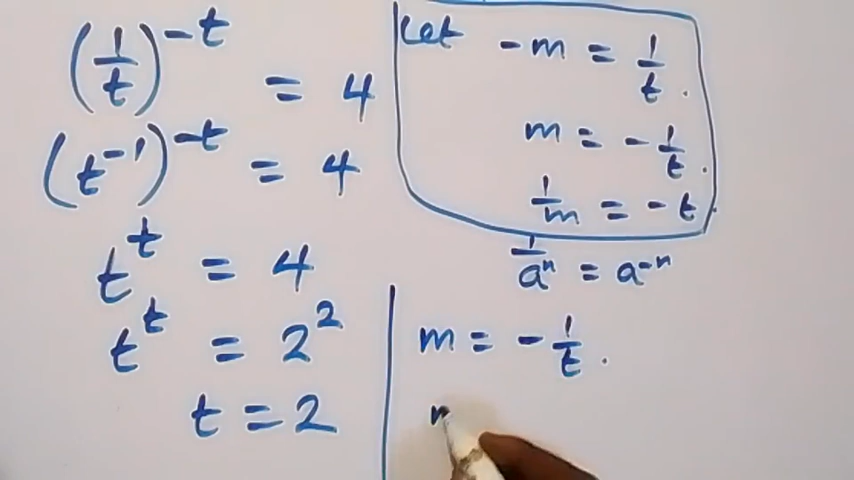 (1/t)^-t = 4
(t^-1)^-t = 4
t^t = 4
t^t = 2^2
t = 2
Let -m = 1/t.
m = -1/t.
1/m = -t.
1/a^n = a^-n
m = -1/t.